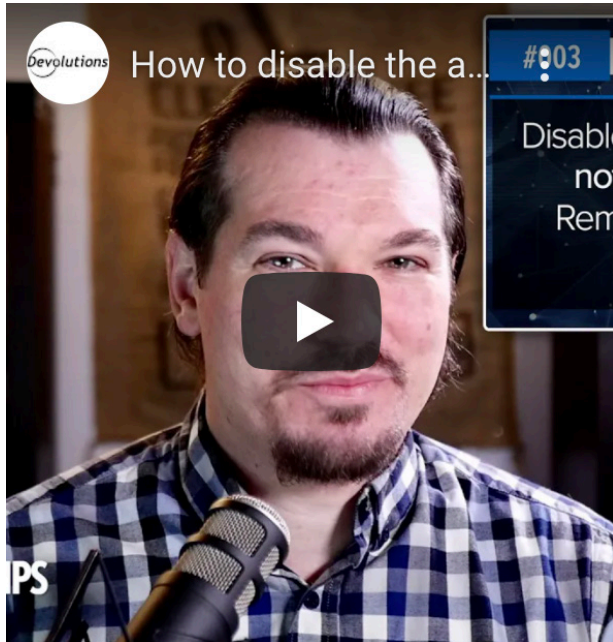 Devolutions
How to disable the a...
#003
Disable
no
Rem
IPS